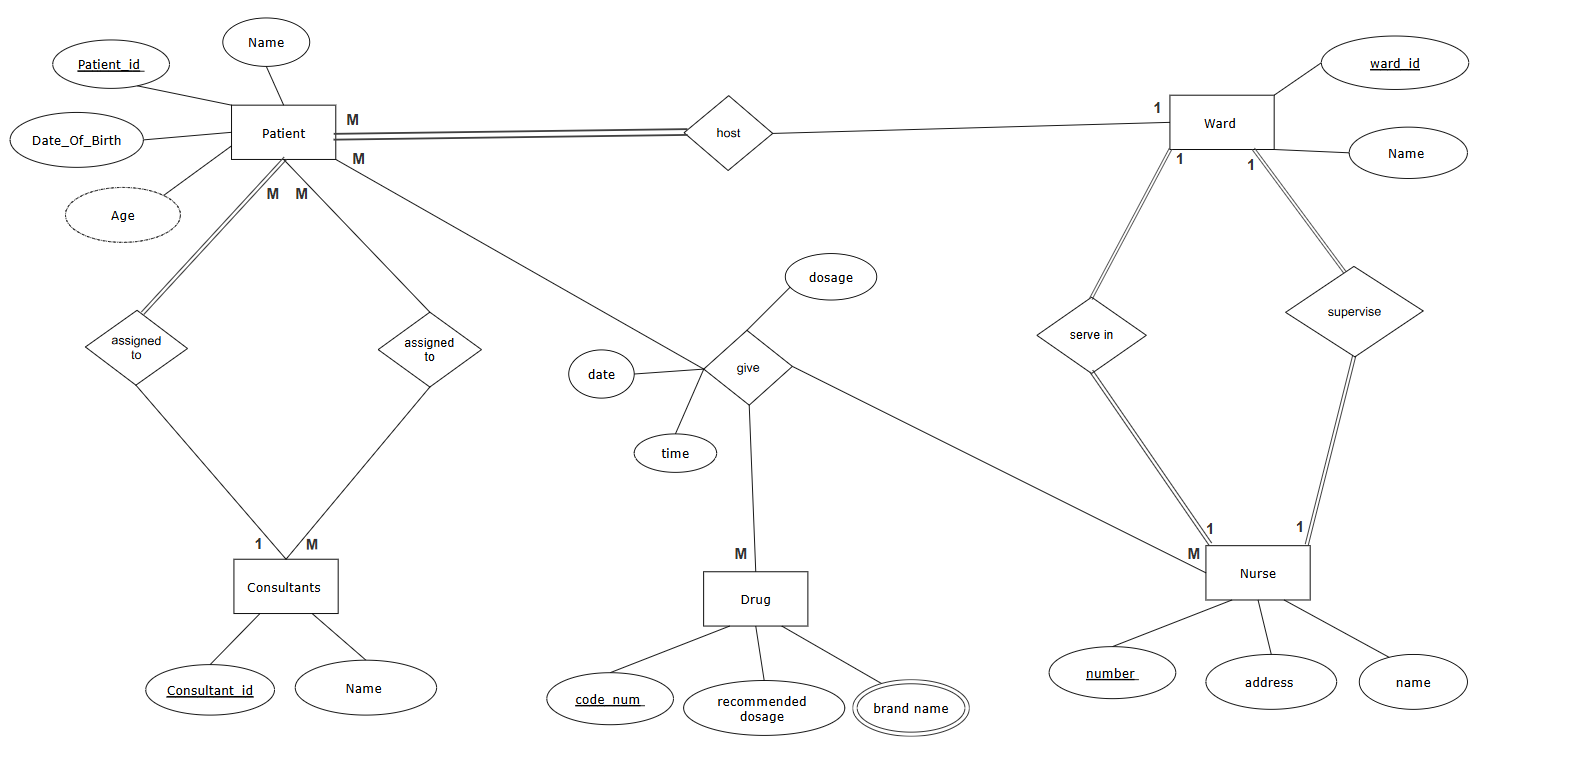 Name
Patient_id
ward_id
Date_Of_Birth
Patient
M
host
1
Ward
Name
Age
M
M
M
1
1
dosage
assigned
to
assigned
to
date
give
time
serve in
supervise
1
M
Consultants
M
Drug
1
M
1
Nurse
Consultant_id
Name
code_num
recommended
dosage
brand name
number
address
name